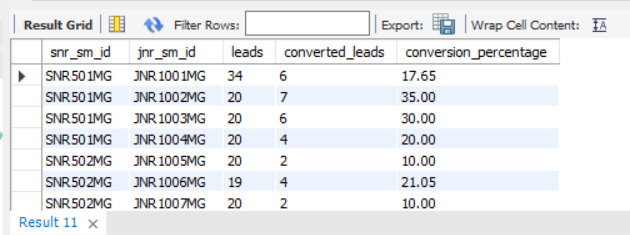 Result Grid Filter Rows: Export: Wrap Cell Content: IA
snr_sm_id jnr_sm_id leads converted_leads conversion_percentage
SNR501MG JNR1001MG 34 6 17.65
SNR501MG JNR1002MG 20 7 35.00
SNR501MG JNR1003MG 20 6 30.00
SNR501MG JNR1004MG 20 4 20.00
SNR502MG JNR1005MG 20 2 10.00
SNR502MG JNR1006MG 19 4 21.05
SNR502MG JNR1007MG 20 2 10.00
Result 11